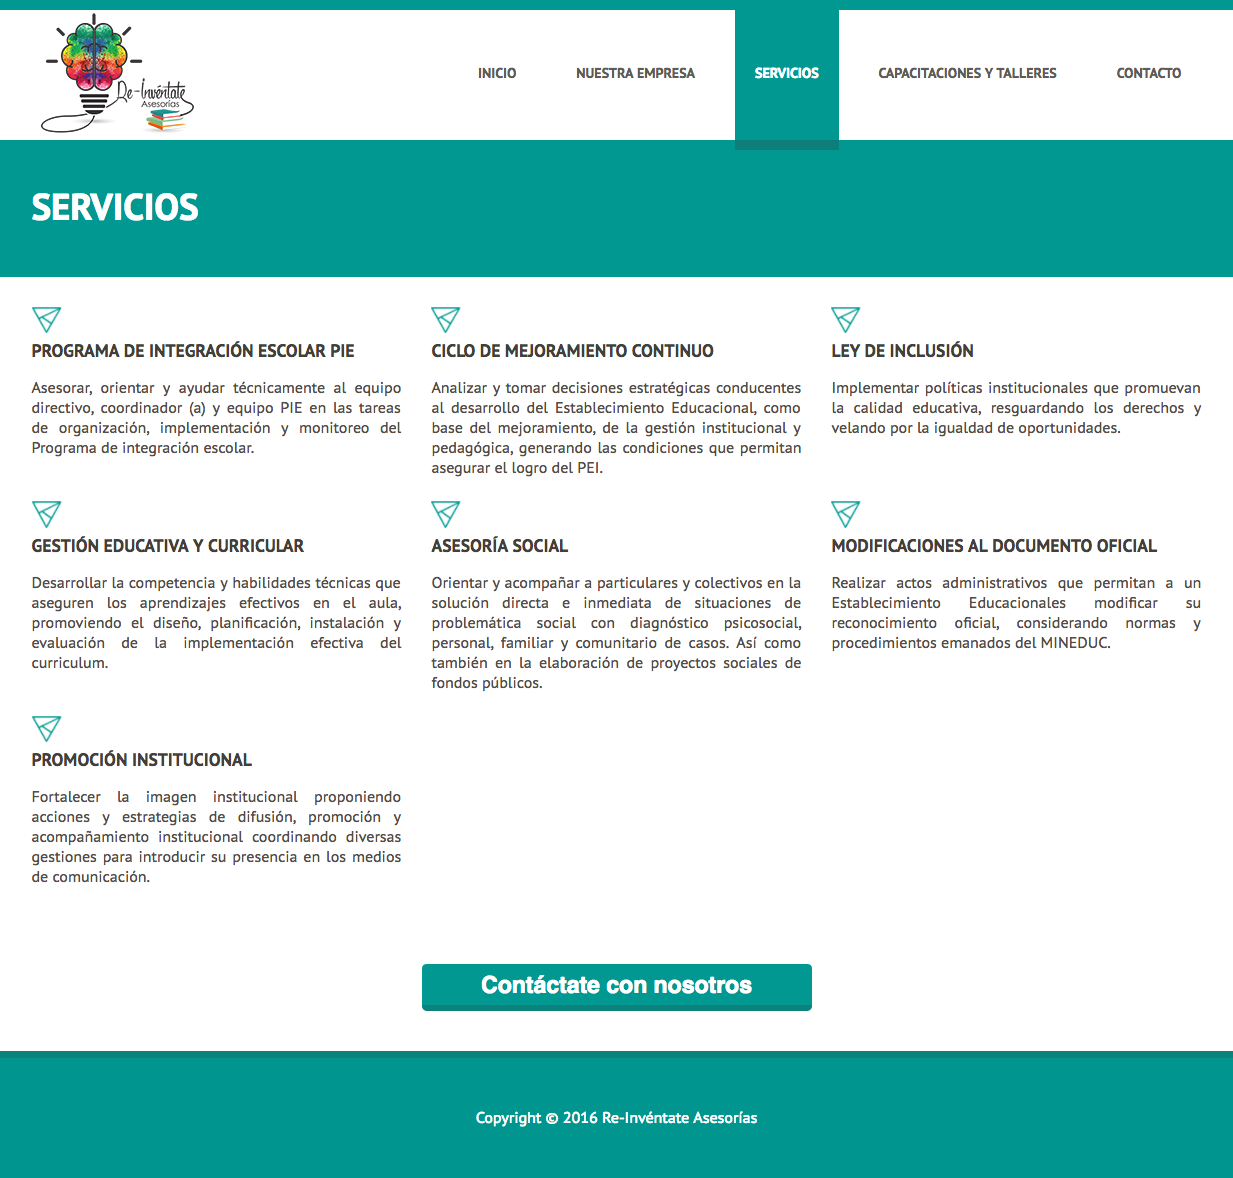 Re-Invéntate
Asesorías
INICIO
NUESTRA EMPRESA
SERVICIOS
CAPACITACIONES Y TALLERES
CONTACTO
SERVICIOS
PROGRAMA DE INTEGRACIÓN ESCOLAR PIE
Asesorar, orientar y ayudar técnicamente al equipo
directivo, coordinador (a) y equipo PIE en las tareas
de organización, implementación y monitoreo del
Programa de integración escolar.
CICLO DE MEJORAMIENTO CONTINUO
Analizar y tomar decisiones estratégicas conducentes
al desarrollo del Establecimiento Educacional, como
base del mejoramiento, de la gestión institucional y
pedagógica, generando las condiciones que permitan
asegurar el logro del PEI.
LEY DE INCLUSIÓN
Implementar políticas institucionales que promuevan
la calidad educativa, resguardando los derechos y
velando por la igualdad de oportunidades.
GESTIÓN EDUCATIVA Y CURRICULAR
Desarrollar la competencia y habilidades técnicas que
aseguren los aprendizajes efectivos en el aula,
promoviendo el diseño, planificación, instalación y
evaluación de la implementación efectiva del
curriculum.
ASESORÍA SOCIAL
Orientar y acompañar a particulares y colectivos en la
solución directa e inmediata de situaciones de
problemática social con diagnóstico psicosocial,
personal, familiar y comunitario de casos. Así como
también en la elaboración de proyectos sociales de
fondos públicos.
MODIFICACIONES AL DOCUMENTO OFICIAL
Realizar actos administrativos que permitan a un
Establecimiento Educacionales modificar su
reconocimiento oficial, considerando normas y
procedimientos emanados del MINEDUC.
PROMOCIÓN INSTITUCIONAL
Fortalecer la imagen institucional proponiendo
acciones y estrategias de difusión, promoción y
acompañamiento institucional coordinando diversas
gestiones para introducir su presencia en los medios
de comunicación.
Contáctate con nosotros
Copyright © 2016 Re-Invéntate Asesorías